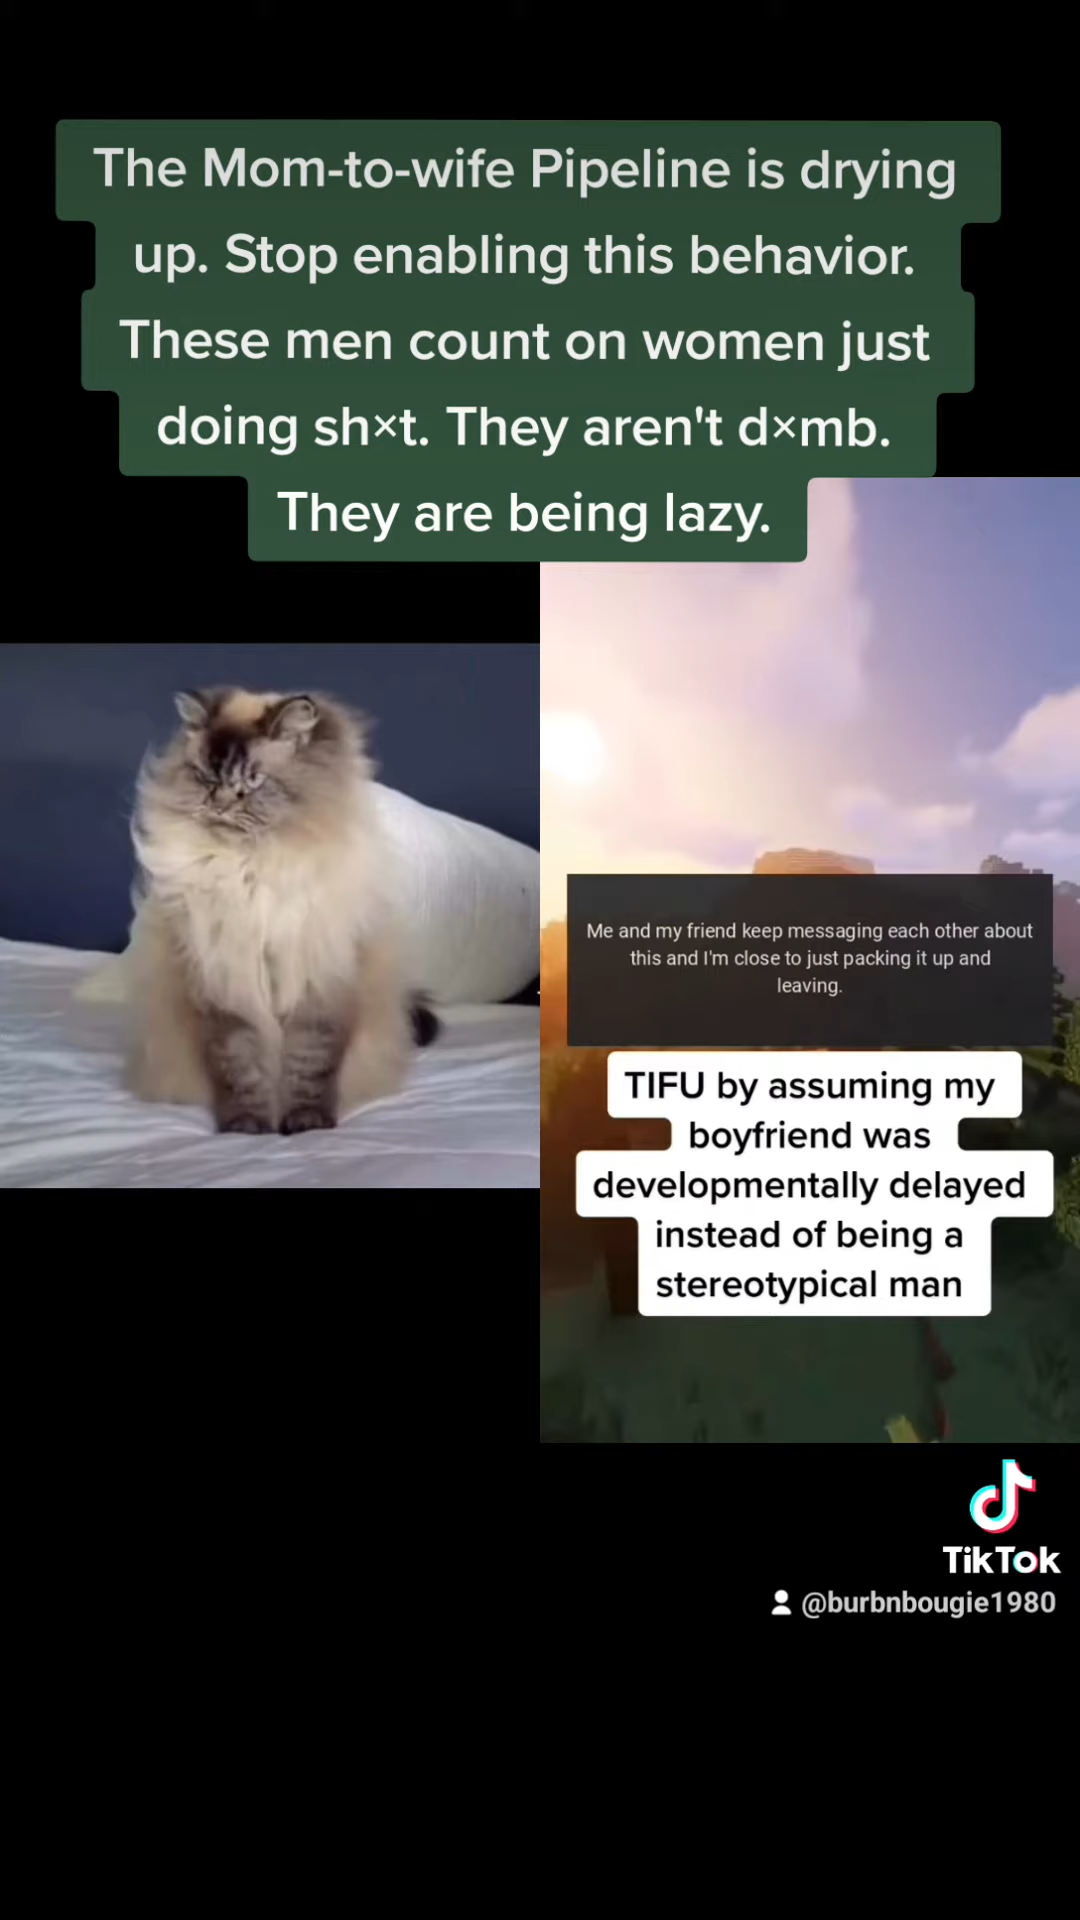 The Mom-to-wife Pipeline is drying
up. Stop enabling this behavior.
These men count on women just
doing sh×t. They aren't d×mb.
They are being lazy.
Me and my friend keep messaging each other about
this and I'm close to just packing it up and
leaving.
TIFU by assuming my
boyfriend was
developmentally delayed
instead of being a
stereotypical man
TikTok
@burbnbougie1980